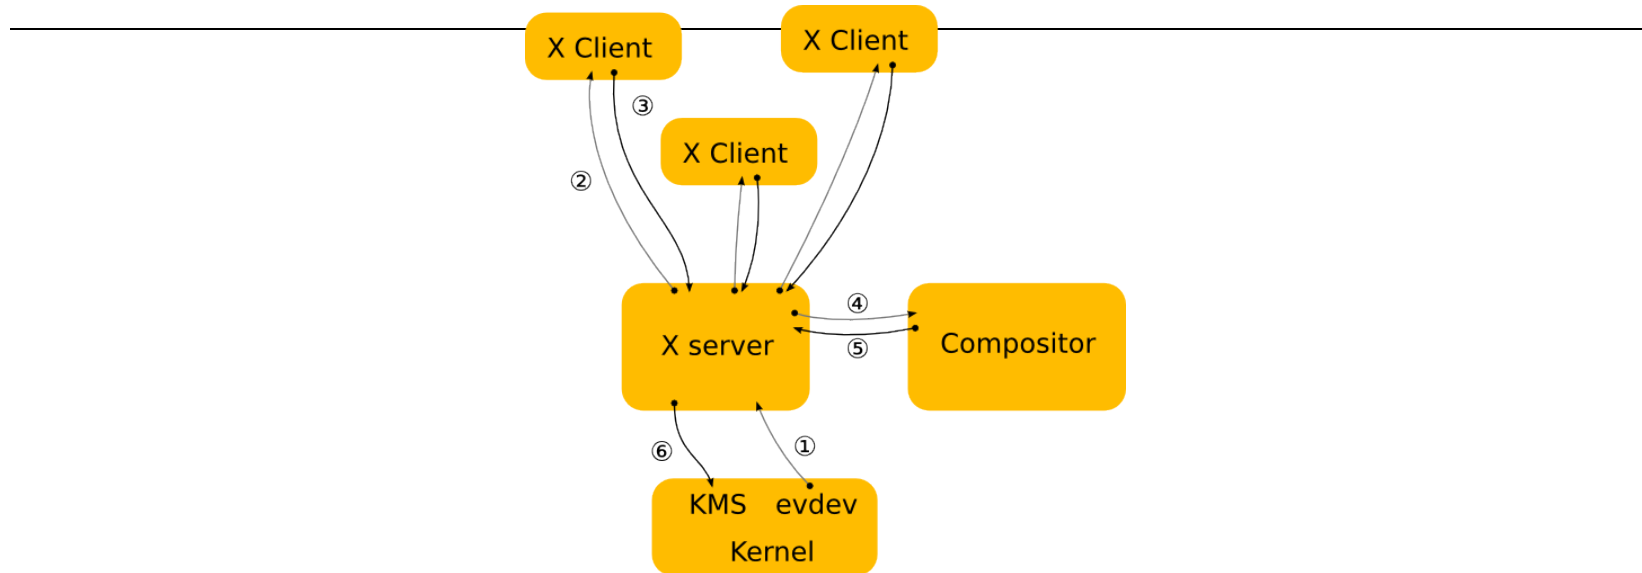 X Client
X Client
③
X Client
②
④
X server
Compositor
⑤
①
⑥
KMS evdev
Kernel